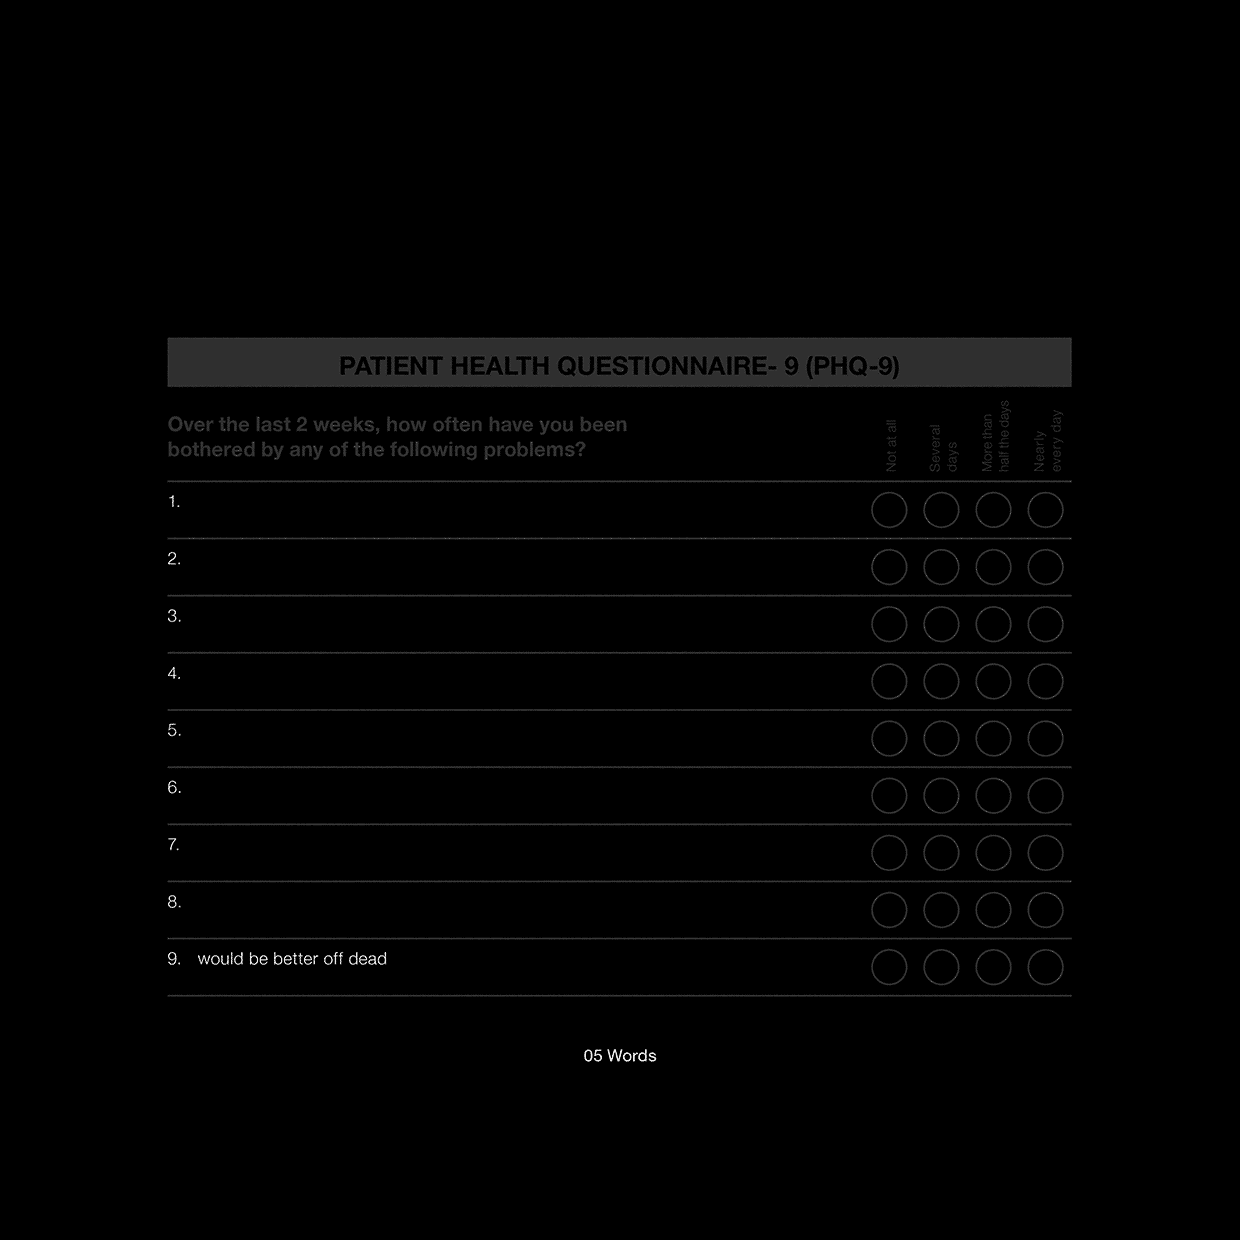 PATIENT HEALTH QUESTIONNAIRE- 9 (PHQ-9)
Over the last 2 weeks, how often have you been
bothered by any of the following problems?
Not at all
Several
days
More than
half the days
Nearly
every day
1.
2.
3.
4.
5.
6.
7.
8.
9. would be better off dead
05 Words